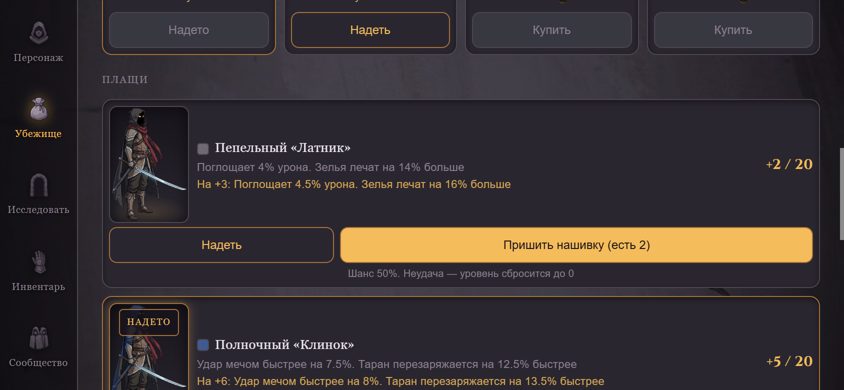 Надето
Надеть
Купить
Купить
Персонаж
ПЛАЩИ
Убежище
Пепельный «Латник»
Поглощает 4% урона. Зелья лечат на 14% больше
На +3: Поглощает 4.5% урона. Зелья лечат на 16% больше
+2 / 20
Исследовать
Надеть
Пришить нашивку (есть 2)
Шанс 50%. Неудача — уровень сбросится до 0
Инвентарь
НАДЕТО
Полночный «Клинок»
Удар мечом быстрее на 7.5%. Таран перезаряжается на 12.5% быстрее
На +6: Удар мечом быстрее на 8%. Таран перезаряжается на 13.5% быстрее
+5 / 20
Сообщество